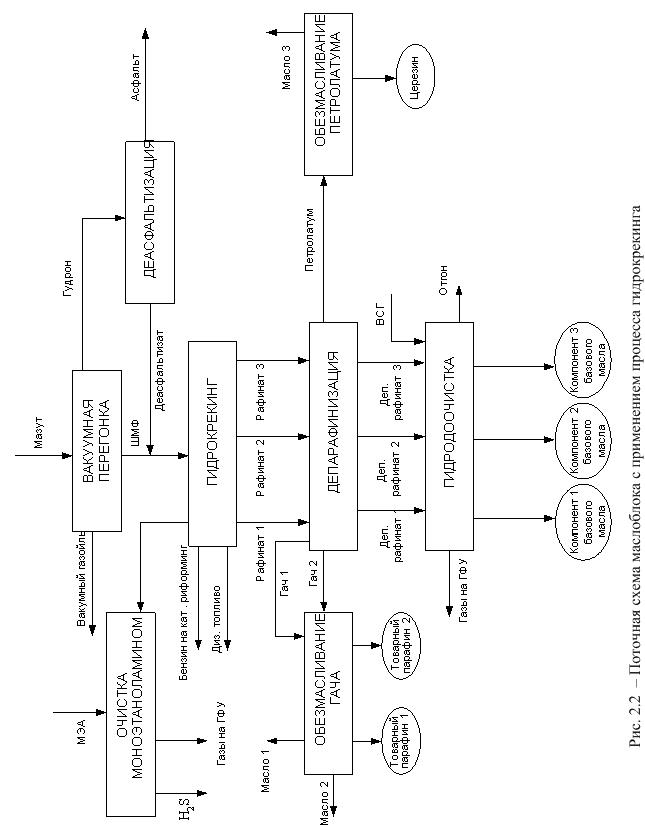 Мазут
ВАКУУМНАЯ
ПЕРЕГОНКА
Вакуумный газойль
ШМФ
Гудрон
ДЕАСФАЛЬТИЗАЦИЯ
Асфальт
Деасфальтизат
МЭА
ОЧИСТКА
МОНОЭТАНОЛАМИНОМ
H2S
Газы на ГФУ
ГИДРОКРЕКИНГ
Бензин на кат. риформинг
Диз. топливо
Рафинат 1
Рафинат 2
Рафинат 3
ДЕПАРАФИНИЗАЦИЯ
Гач 1
Гач 2
Петролатум
ОБЕЗМАСЛИВАНИЕ
ПЕТРОЛАТУМА
Масло 3
Церезин
ОБЕЗМАСЛИВАНИЕ
ГАЧА
Масло 1
Масло 2
Товарный
парафин 1
Товарный
парафин 2
Деп.
рафинат 1
Деп.
рафинат 2
Деп.
рафинат 3
ВСГ
ГИДРОДООЧИСТКА
Отгон
Газы на ГФУ
Компонент 1
базового
масла
Компонент 2
базового
масла
Компонент 3
базового
масла
Рис. 2.2 – Поточная схема маслоблока с применением процесса гидрокрекинга